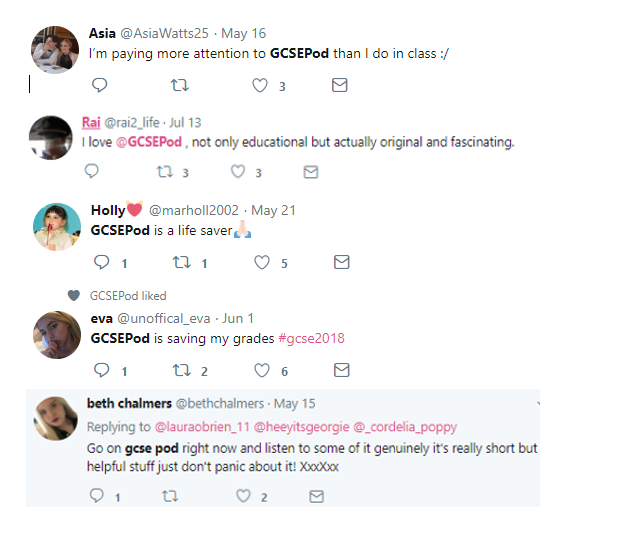 Asia @AsiaWatts25 · May 16
I'm paying more attention to GCSEPod than I do in class :/
3
Rai @rai2_life · Jul 13
I love @GCSEPod , not only educational but actually original and fascinating.
3 3
Holly💓 @marholl2002 · May 21
GCSEPod is a life saver🙏🏻
1 1 5
GCSEPod liked
eva @unoffical_eva · Jun 1
GCSEPod is saving my grades #gcse2018
1 2 6
beth chalmers @bethchalmers · May 15
Replying to @lauraobrien_11 @heeyitsgeorgie @_cordelia_poppy
Go on gcse pod right now and listen to some of it genuinely it's really short but
helpful stuff just don't panic about it! XxxXxx
1 2